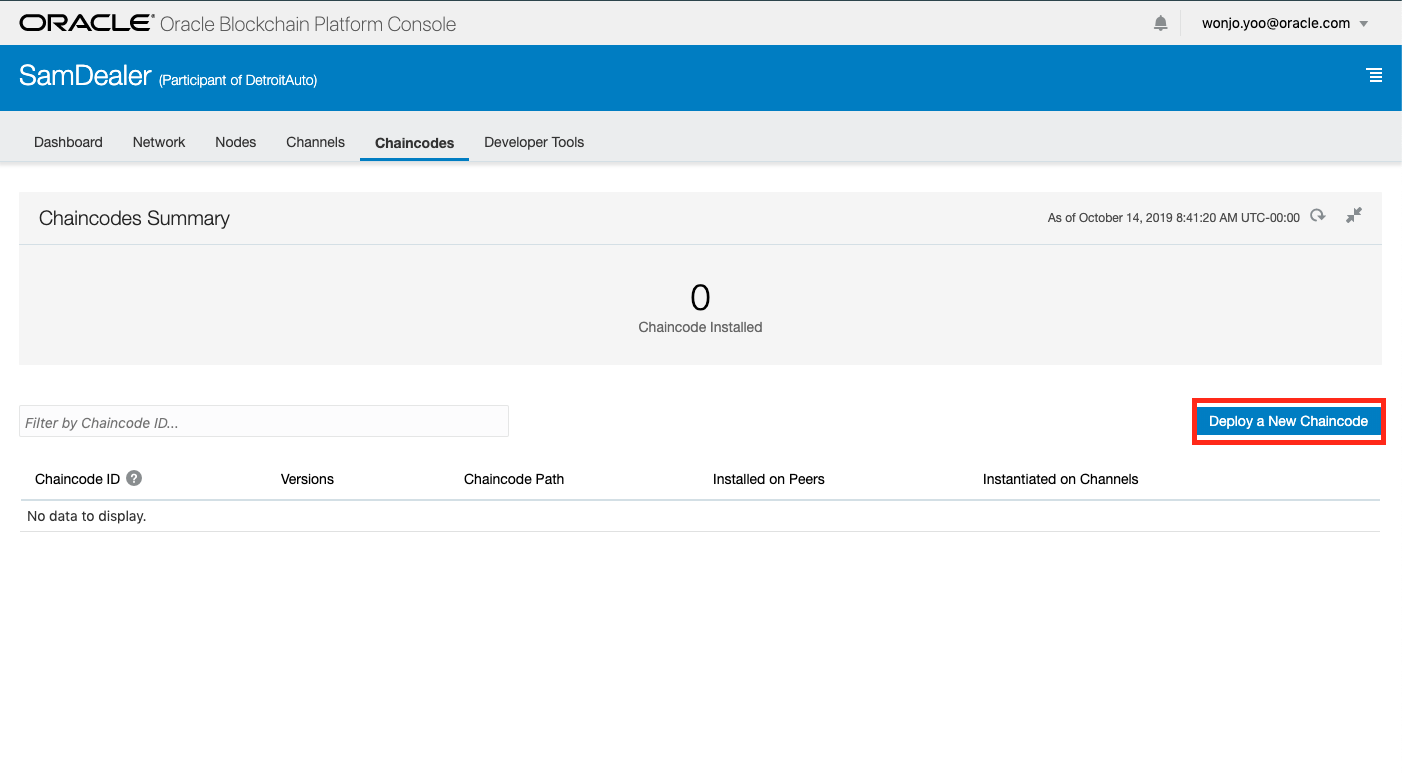 ORACLE® Oracle Blockchain Platform Console
wonjo.yoo@oracle.com
SamDealer (Participant of DetroitAuto)
Dashboard Network Nodes Channels Chaincodes Developer Tools
Chaincodes Summary
As of October 14, 2019 8:41:20 AM UTC-00:00
0
Chaincode Installed
Filter by Chaincode ID...
Deploy a New Chaincode
Chaincode ID ? Versions Chaincode Path Installed on Peers Instantiated on Channels
No data to display.